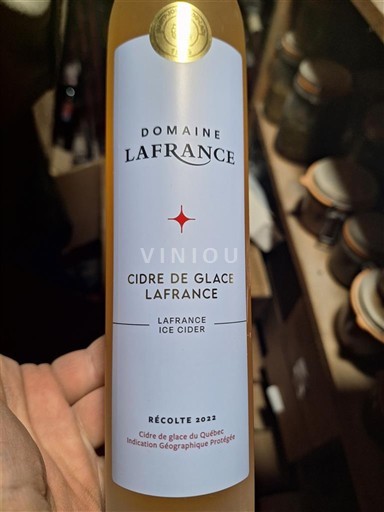 DOMAINE
LAFRANCE
VINIOU
CIDRE DE GLACE
LAFRANCE
LAFRANCE
ICE CIDER
RÉCOLTE 2022
Cidre de glace du Québec
Indication Géographique Protégée